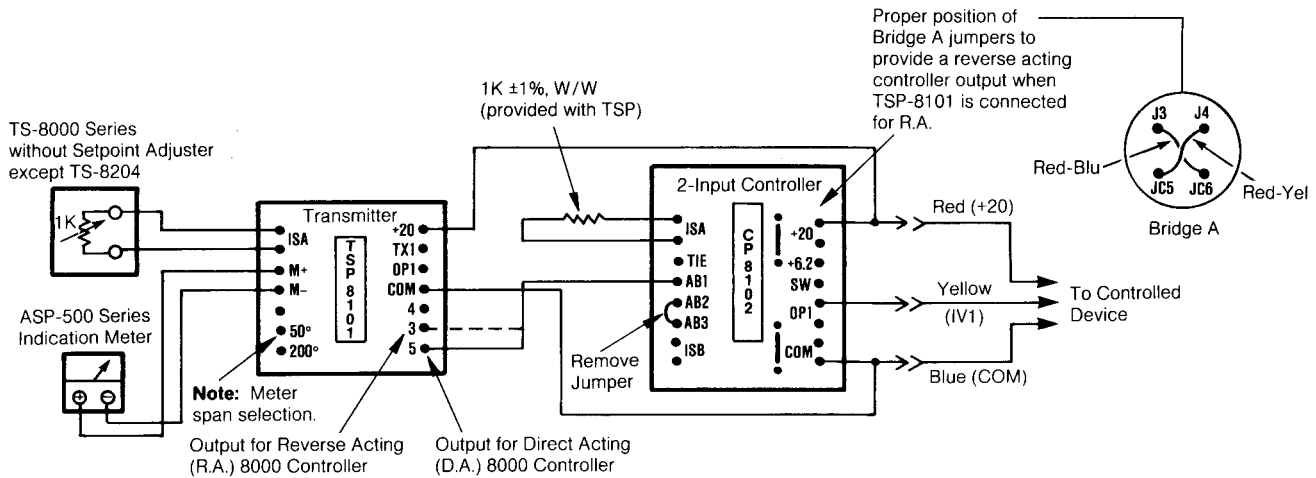 Proper position of
Bridge A jumpers to
provide a reverse acting
controller output when
TSP-8101 is connected
for R.A.
1K ±1%, W/W
(provided with TSP)
TS-8000 Series
without Setpoint Adjuster
except TS-8204
1K
ASP-500 Series
Indication Meter
+
−
Transmitter
TSP8101
ISA
M+
M−
50°
200°
+20
TX1
OP1
COM
4
3
5
Note: Meter
span selection.
Output for Reverse Acting
(R.A.) 8000 Controller
Output for Direct Acting
(D.A.) 8000 Controller
2-Input Controller
CP8102
ISA
TIE
AB1
AB2
AB3
ISB
+20
+6.2
SW
OP1
COM
Remove
Jumper
Red (+20)
Yellow
(IV1)
Blue (COM)
To Controlled
Device
J3
J4
JC5
JC6
Red-Blu
Red-Yel
Bridge A